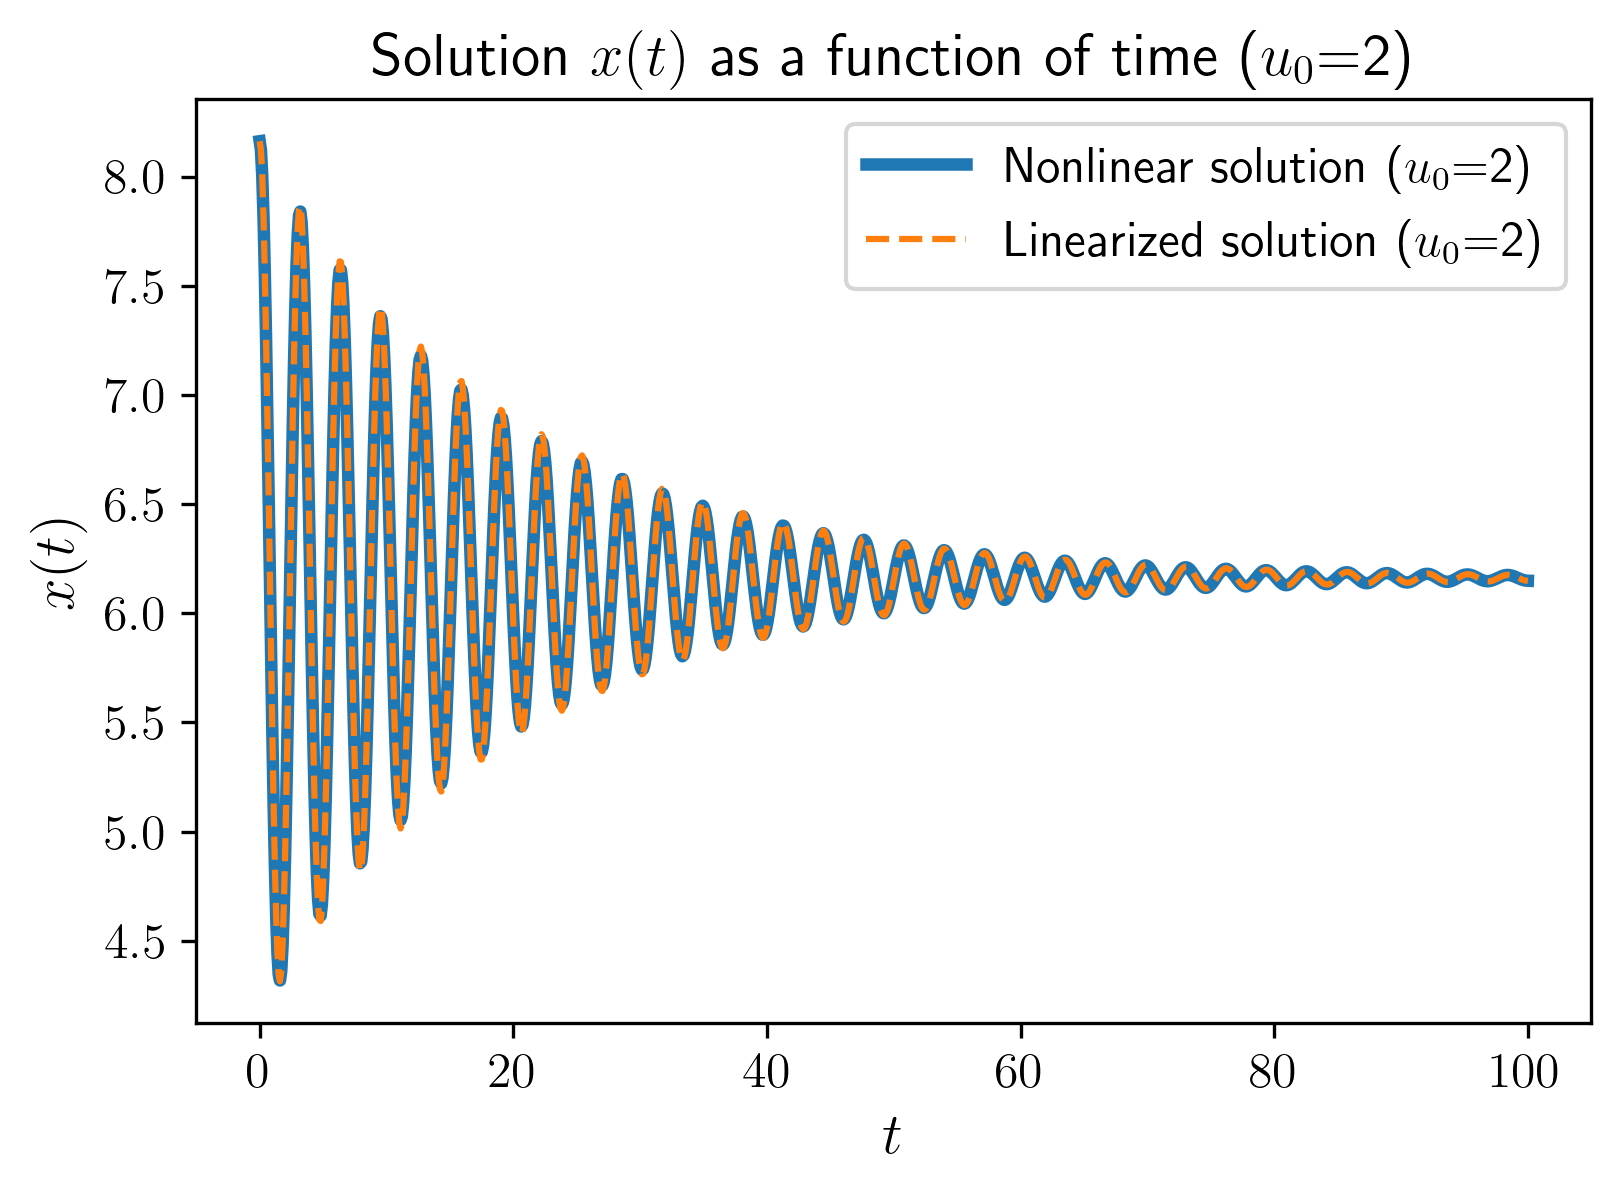 Solution x(t) as a function of time (u₀=2)
Nonlinear solution (u₀=2)
Linearized solution (u₀=2)
x(t)
8.0
7.5
7.0
6.5
6.0
5.5
5.0
4.5
0 20 40 60 80 100
t